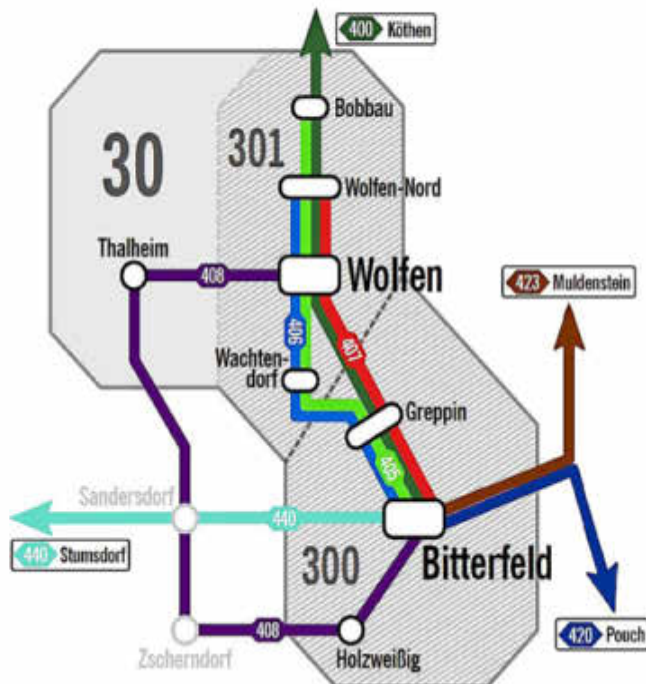 400 Köthen
Bobbau
30
301
Wolfen-Nord
Thalheim
408
Wolfen
423 Muldenstein
406
407
Wachten-
dorf
Greppin
405
Sandersdorf
440
440 Stumsdorf
Bitterfeld
300
408
420 Pouch
Zscherndorf
Holzweißig